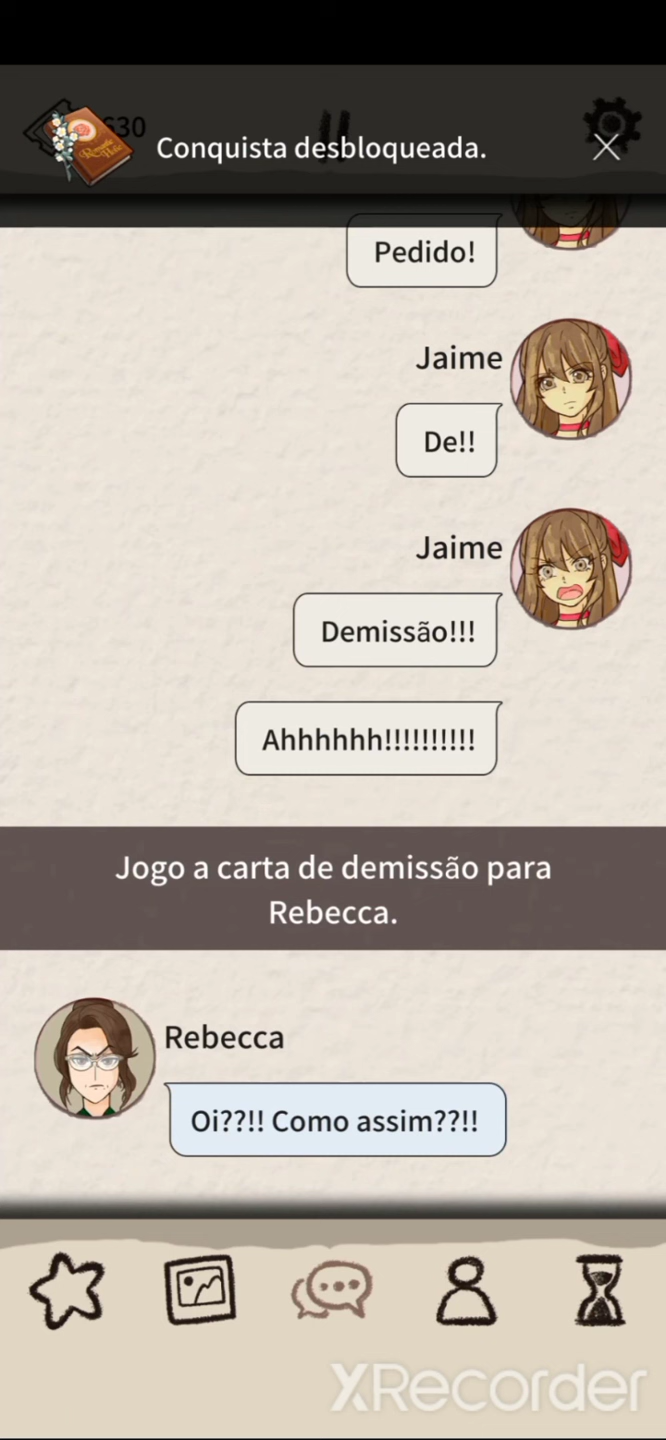 630
Conquista desbloqueada.
Pedido!
Jaime
De!!
Jaime
Demissão!!!
Ahhhhhh!!!!!!!!!!
Jogo a carta de demissão para
Rebecca.
Rebecca
Oi??!! Como assim??!!
XRecorder